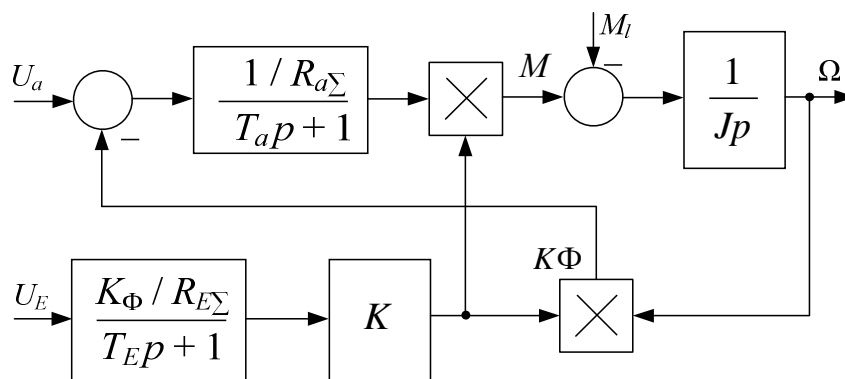 M_l
U_a
1 / R_{aΣ}
T_a p + 1
M
1
Jp
Ω
−
−
KΦ
U_E
K_Φ / R_{EΣ}
T_E p + 1
K